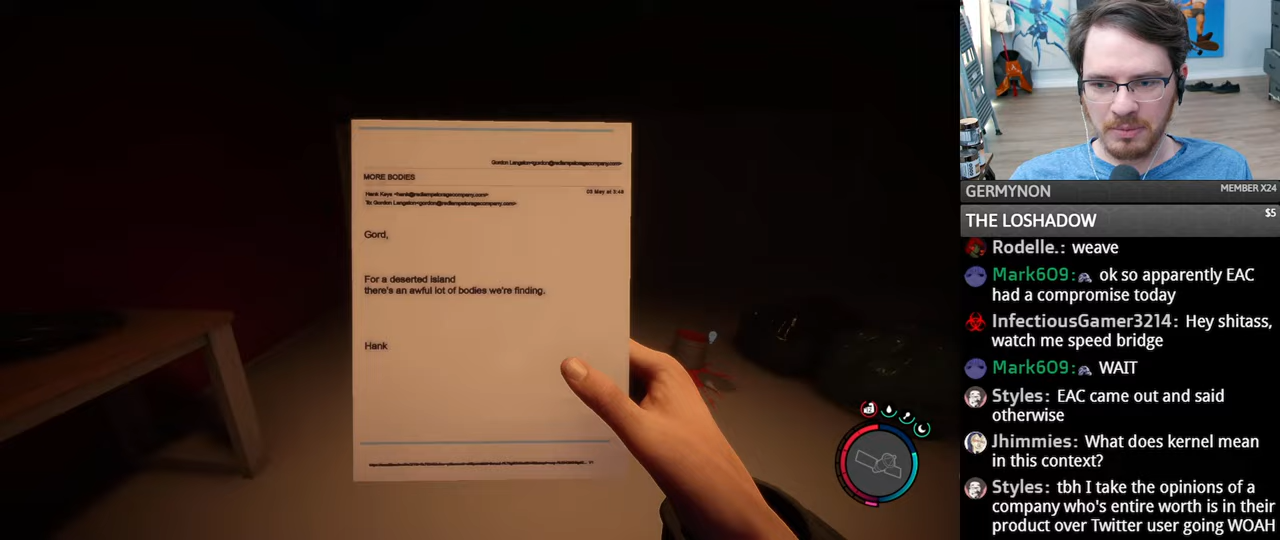 Gordon Langston<gordon@redlampstoragecompany.com>
MORE BODIES
Hank Kaye <hank@redlampstoragecompany.com>
03 May at
To: Gordon Langston<gordon@redlampstoragecompany.com>
Gord,
For a deserted island
there's an awful lot of bodies we're finding.
Hank
GERMYNON
MEMBER X24
THE LOSHADOW
$5
Rodelle.: weave
Mark609: ok so apparently EAC
had a compromise today
InfectiousGamer3214: Hey shitass,
watch me speed bridge
Mark609: WAIT
Styles: EAC came out and said
otherwise
Jhimmies: What does kernel mean
in this context?
Styles: tbh I take the opinions of a
company who's entire worth is in their
product over Twitter user going WOAH